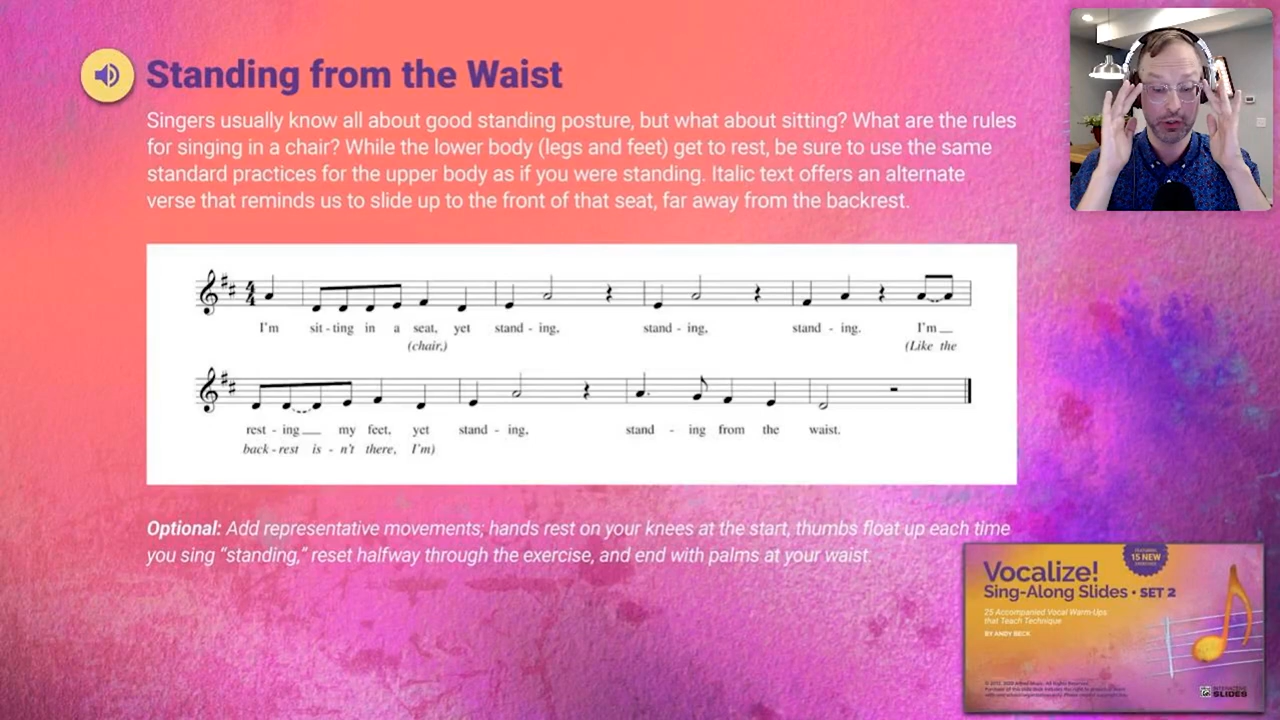 Standing from the Waist
Singers usually know all about good standing posture, but what about sitting? What are the rules
for singing in a chair? While the lower body (legs and feet) get to rest, be sure to use the same
standard practices for the upper body as if you were standing. Italic text offers an alternate
verse that reminds us to slide up to the front of that seat, far away from the backrest.
I'm sit - ting in a seat, yet stand - ing, stand - ing, stand - ing. I'm
(chair,) (Like the
rest - ing my feet, yet stand - ing, stand - ing from the waist.
back - rest is - n't there, I'm)
Optional: Add representative movements; hands rest on your knees at the start, thumbs float up each time
you sing “standing,” reset halfway through the exercise, and end with palms at your waist.
FEATURING
15 NEW
EXERCISES
Vocalize!
Sing-Along Slides • SET 2
25 Accompanied Vocal Warm-Ups
that Teach Technique
BY ANDY BECK
INTERACTIVE
SLIDES